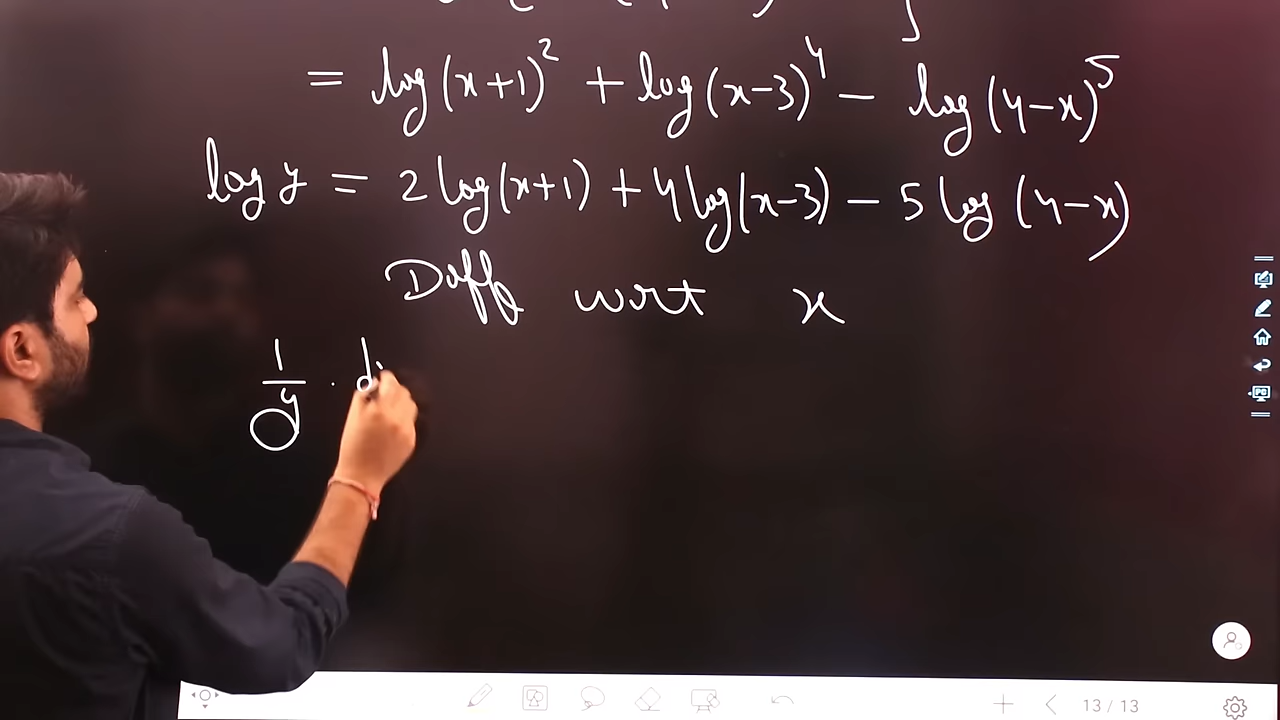 = log(x+1)^2 + log(x-3)^4 - log(4-x)^5
log y = 2 log(x+1) + 4 log(x-3) - 5 log (4-x)
Diff wrt x
1/y · d
13 / 13